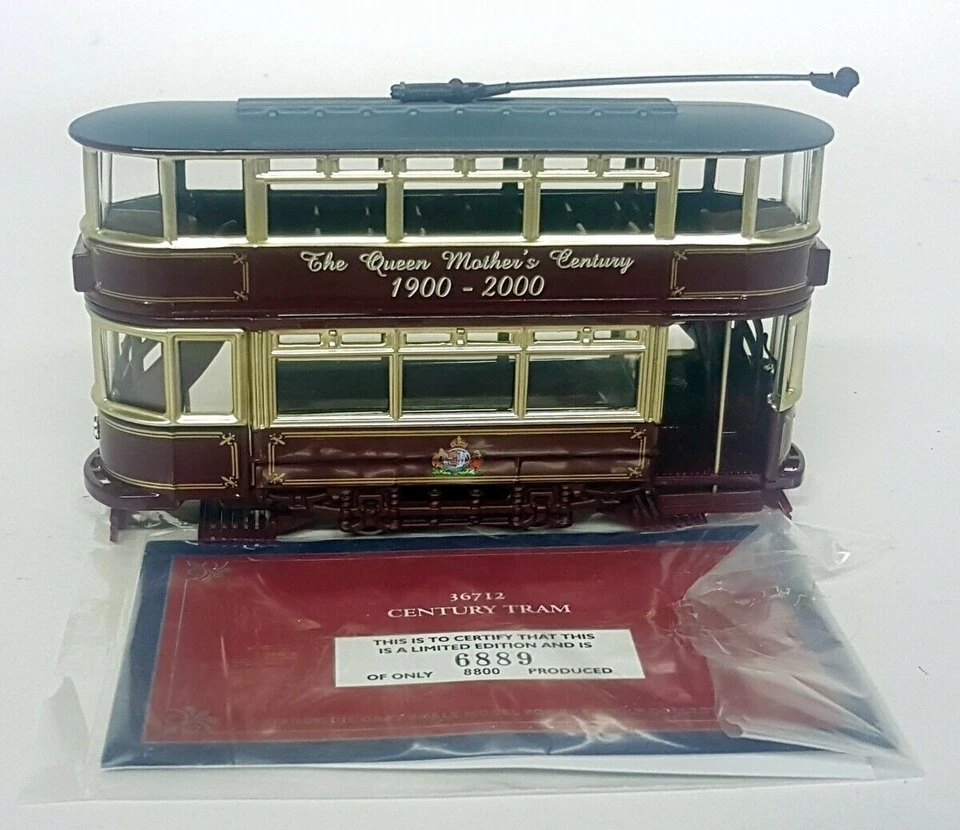 The Queen Mother's Century
1900 - 2000
36712
CENTURY TRAM
THIS IS TO CERTIFY THAT THIS
IS A LIMITED EDITION AND IS
6889
OF ONLY 8800 PRODUCED